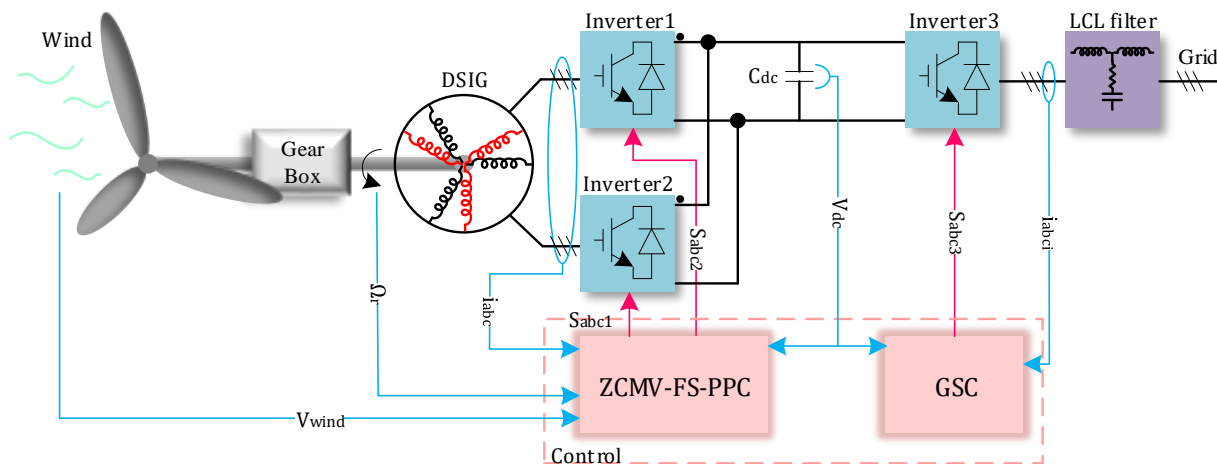 Wind
Gear
Box
DSIG
Inverter1
Inverter2
Cdc
Inverter3
LCL filter
Grid
Ωr
iabc
Sabc1
Sabc2
Vdc
Sabc3
iabci
Vwind
ZCMV-FS-PPC
GSC
Control